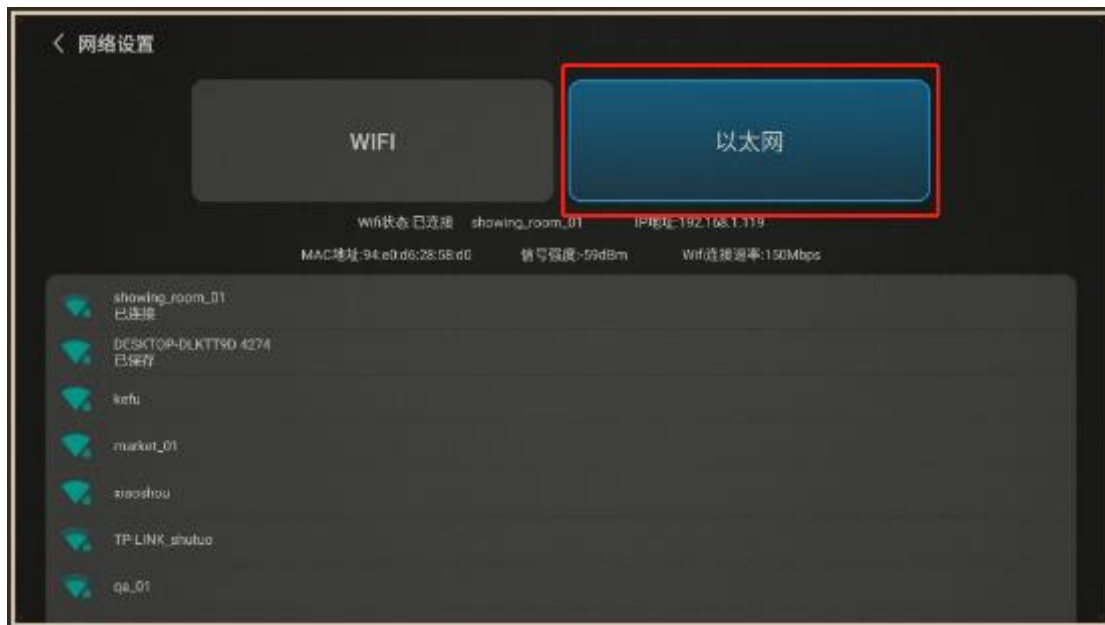 网络设置
WIFI
以太网
Wifi状态:已连接 showing_room_01 IP地址:192.168.1.119
MAC地址:94:e0:d6:28:58:d0 信号强度:-59dBm Wifi连接速率:150Mbps
showing_room_01
已连接
DESKTOP-DLKTT9D 4274
已保存
kefu
market_01
xiaoshou
TP-LINK_shutuo
qa_01